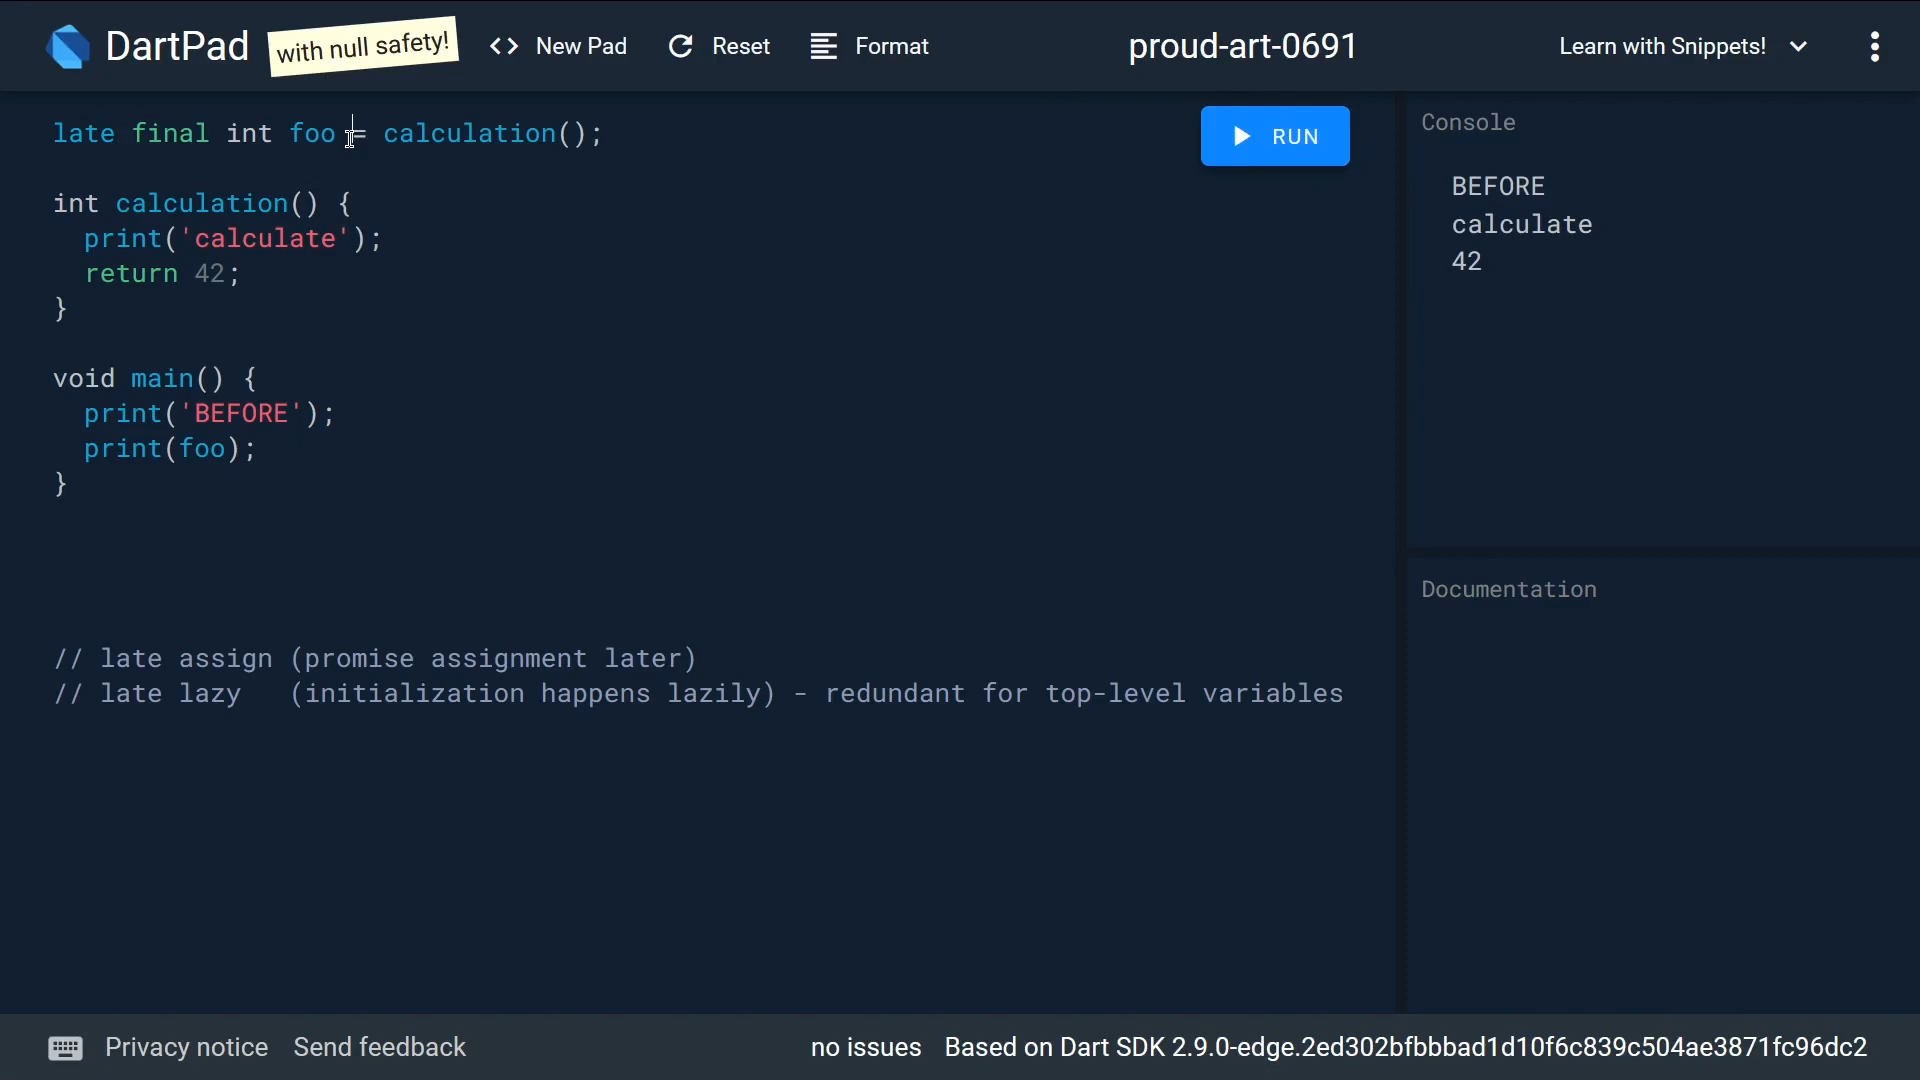 DartPad with null safety! <> New Pad Reset Format proud-art-0691 Learn with Snippets!
late final int foo = calculation();
RUN
int calculation() {
  print('calculate');
  return 42;
}
void main() {
  print('BEFORE');
  print(foo);
}
// late assign (promise assignment later)
// late lazy   (initialization happens lazily) - redundant for top-level variables
Console
BEFORE
calculate
42
Documentation
Privacy notice Send feedback no issues Based on Dart SDK 2.9.0-edge.2ed302bfbbbad1d10f6c839c504ae3871fc96dc2